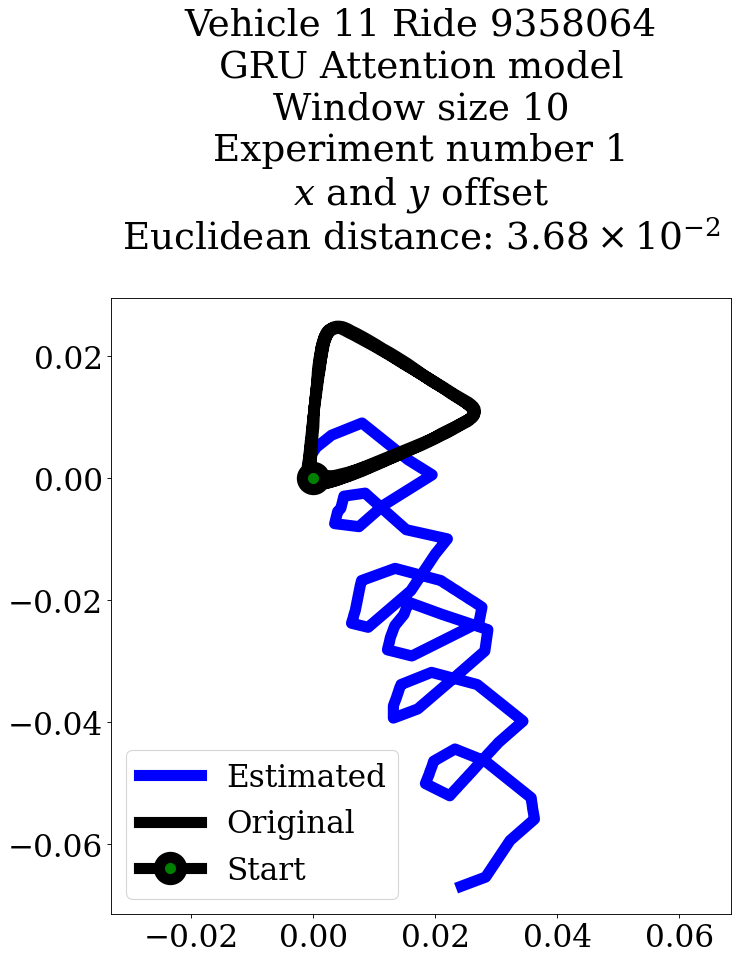 Vehicle 11 Ride 9358064
GRU Attention model
Window size 10
Experiment number 1
x and y offset
Euclidean distance: 3.68 × 10⁻²
0.02
0.00
−0.02
−0.04
−0.06
Estimated
Original
Start
−0.02 0.00 0.02 0.04 0.06